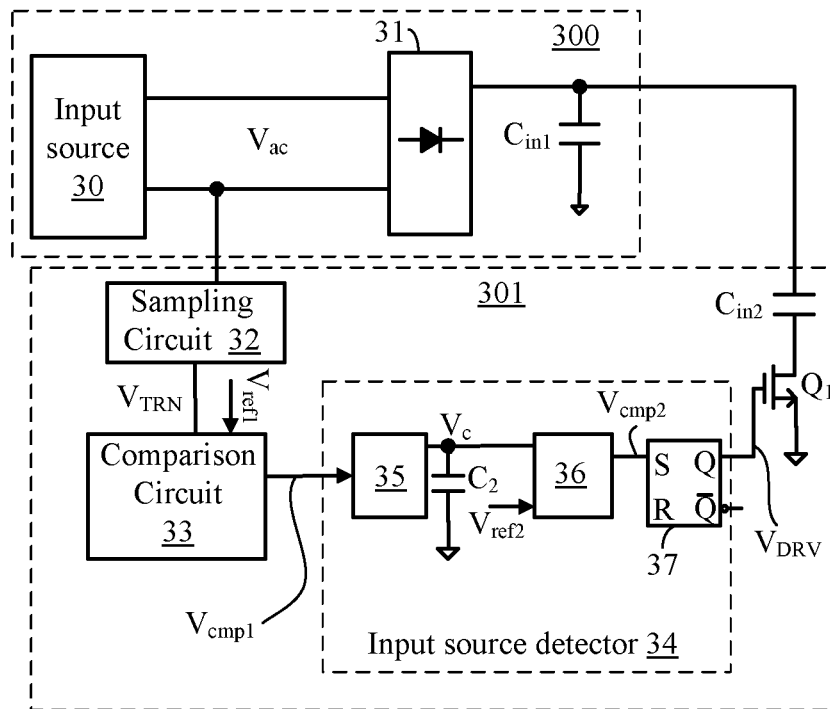 31
300
Input
source
30
Vac
Cin1
301
Sampling
Circuit 32
Cin2
VTRN
Vref1
Q1
Vcmp2
Comparison
Circuit
33
Vc
35
C2
36
S Q
R Q̅
Vref2
37
VDRV
Vcmp1
Input source detector 34